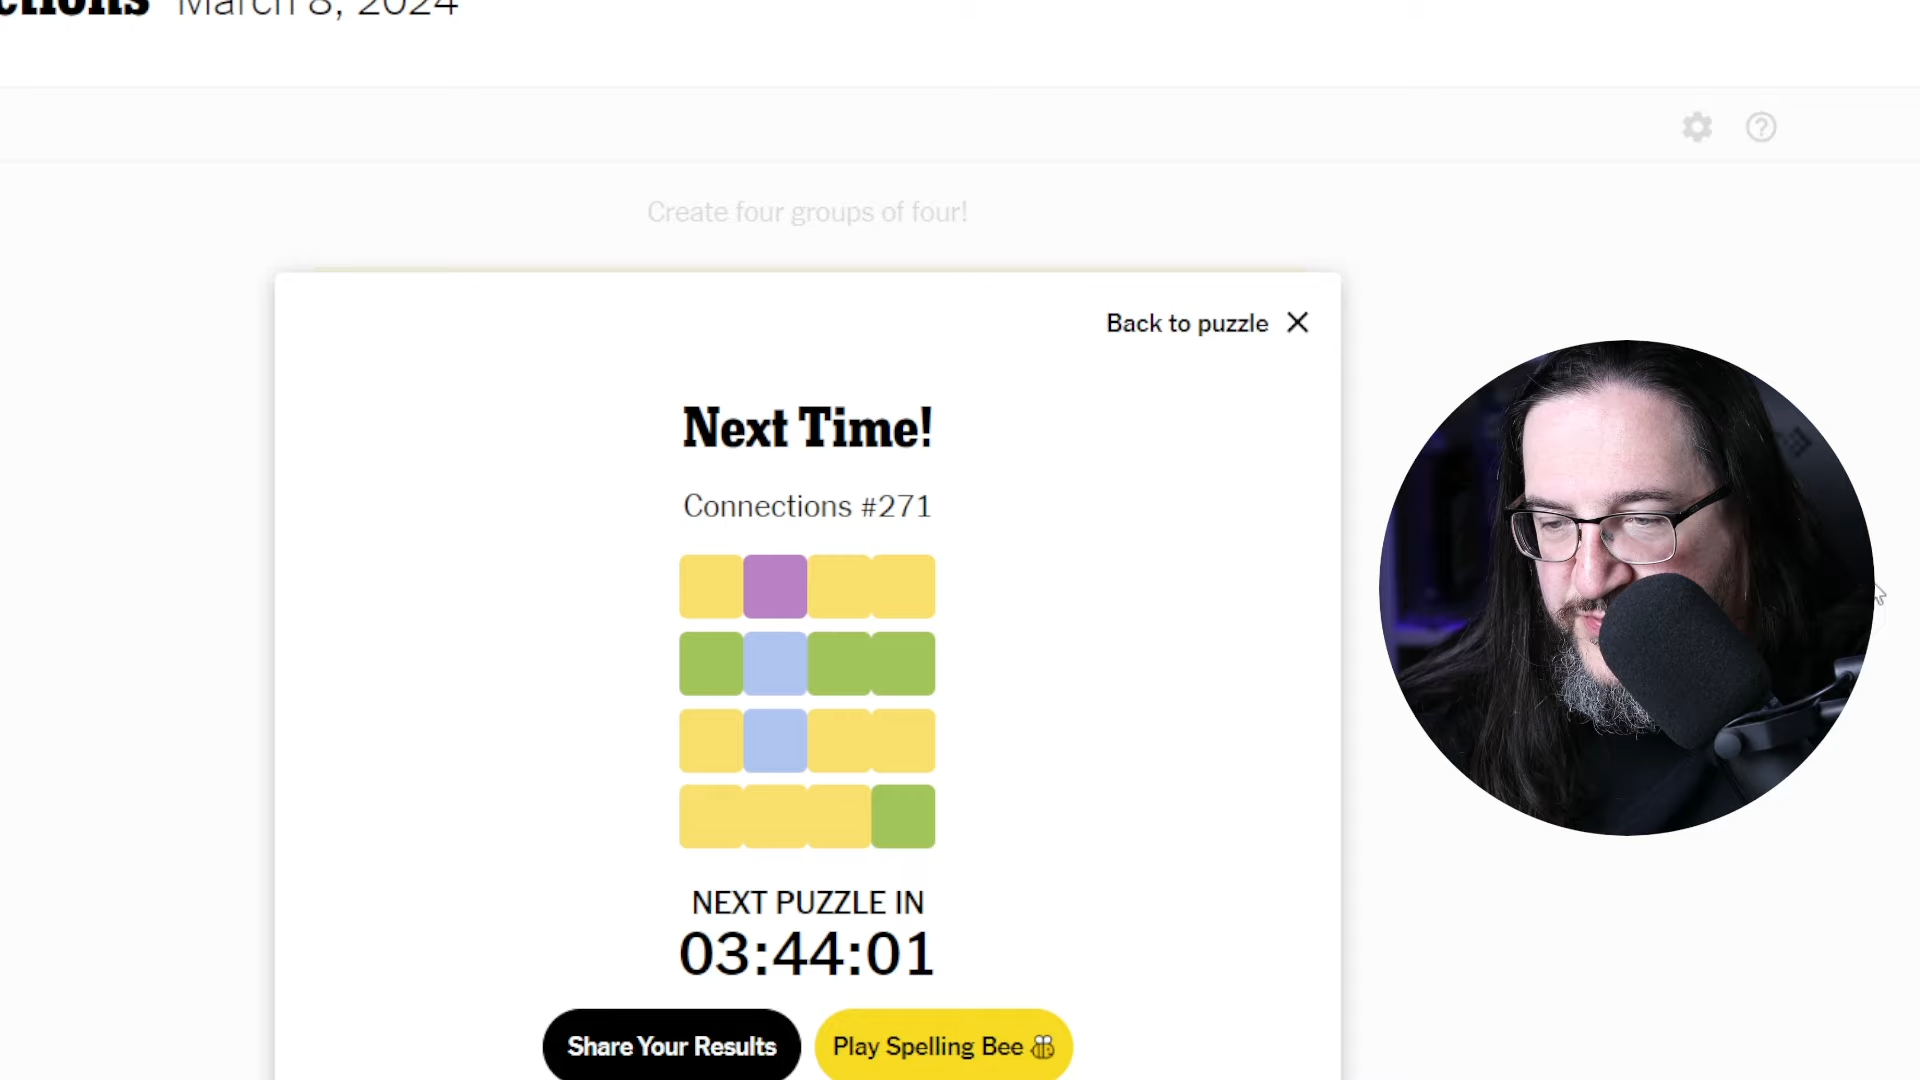 ctions March 8, 2024
Create four groups of four!
Back to puzzle
Next Time!
Connections #271
NEXT PUZZLE IN
03:44:01
Share Your Results
Play Spelling Bee